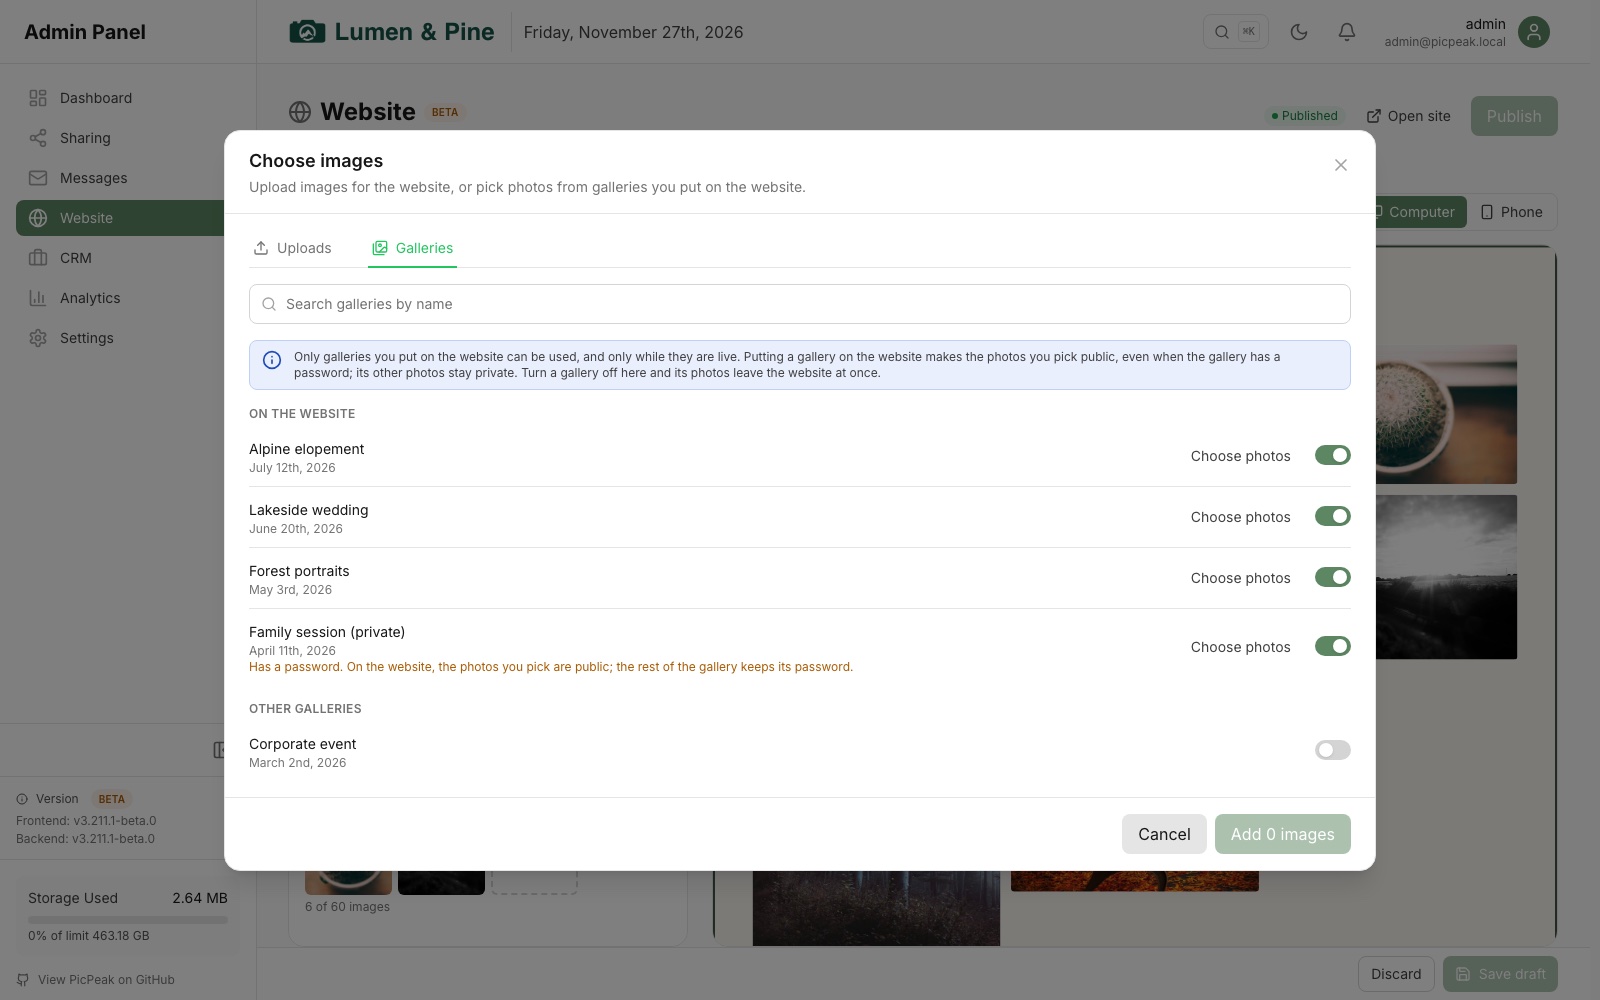 Admin Panel
Lumen & Pine
Friday, November 27th, 2026
⌘K
admin
admin@picpeak.local
Dashboard
Sharing
Messages
Website
CRM
Analytics
Settings
Website
BETA
Published
Open site
Publish
Computer
Phone
Choose images
Upload images for the website, or pick photos from galleries you put on the website.
Uploads
Galleries
Search galleries by name
Only galleries you put on the website can be used, and only while they are live. Putting a gallery on the website makes the photos you pick public, even when the gallery has a
password; its other photos stay private. Turn a gallery off here and its photos leave the website at once.
ON THE WEBSITE
Alpine elopement
July 12th, 2026
Choose photos
Lakeside wedding
June 20th, 2026
Choose photos
Forest portraits
May 3rd, 2026
Choose photos
Family session (private)
April 11th, 2026
Has a password. On the website, the photos you pick are public; the rest of the gallery keeps its password.
Choose photos
OTHER GALLERIES
Corporate event
March 2nd, 2026
Cancel
Add 0 images
Version
BETA
Frontend: v3.211.1-beta.0
Backend: v3.211.1-beta.0
Storage Used
2.64 MB
0% of limit 463.18 GB
View PicPeak on GitHub
6 of 60 images
Discard
Save draft